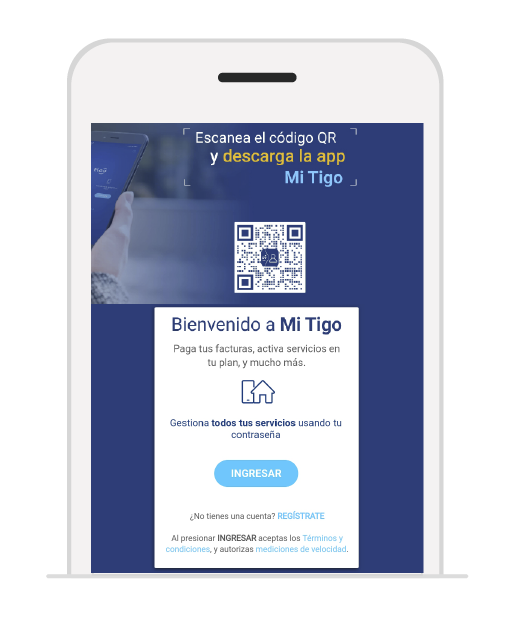 Escanea el código QR
y descarga la app
Mi Tigo
Bienvenido a Mi Tigo
Paga tus facturas, activa servicios en
tu plan, y mucho más.
Gestiona todos tus servicios usando tu
contraseña
INGRESAR
¿No tienes una cuenta? REGÍSTRATE
Al presionar INGRESAR aceptas los Términos y
condiciones, y autorizas mediciones de velocidad.